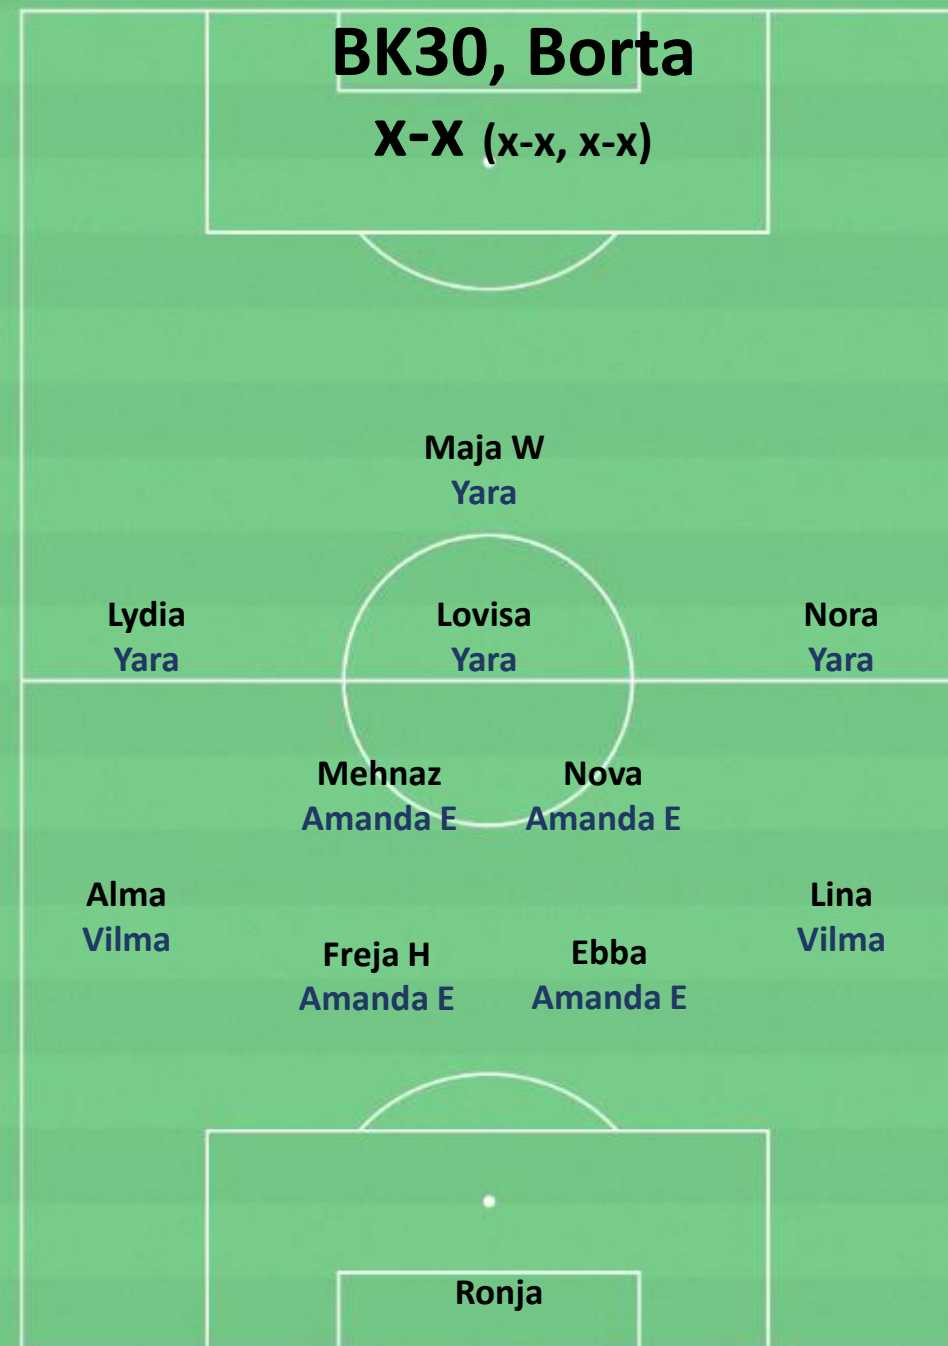 BK30, Borta
x-x (x-x, x-x)
Maja W
Yara
Lydia
Yara
Lovisa
Yara
Nora
Yara
Mehnaz
Amanda E
Nova
Amanda E
Alma
Vilma
Freja H
Amanda E
Ebba
Amanda E
Lina
Vilma
Ronja